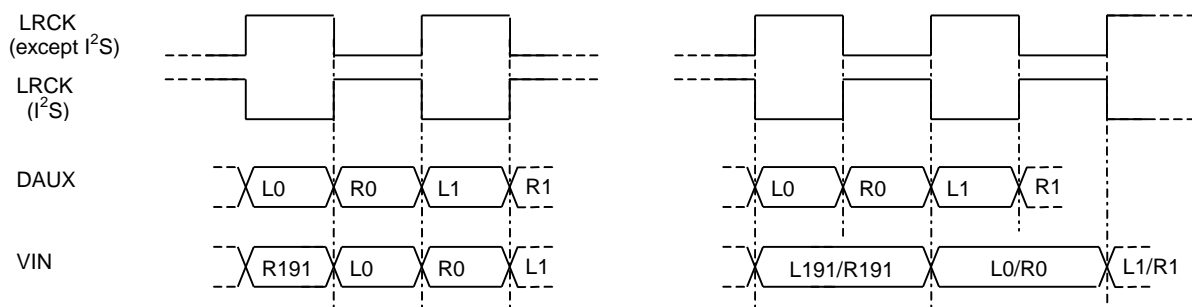 LRCK
(except I²S)
LRCK
(I²S)
DAUX
L0 R0 L1 R1
L0 R0 L1 R1
VIN
R191 L0 R0 L1
L191/R191 L0/R0 L1/R1